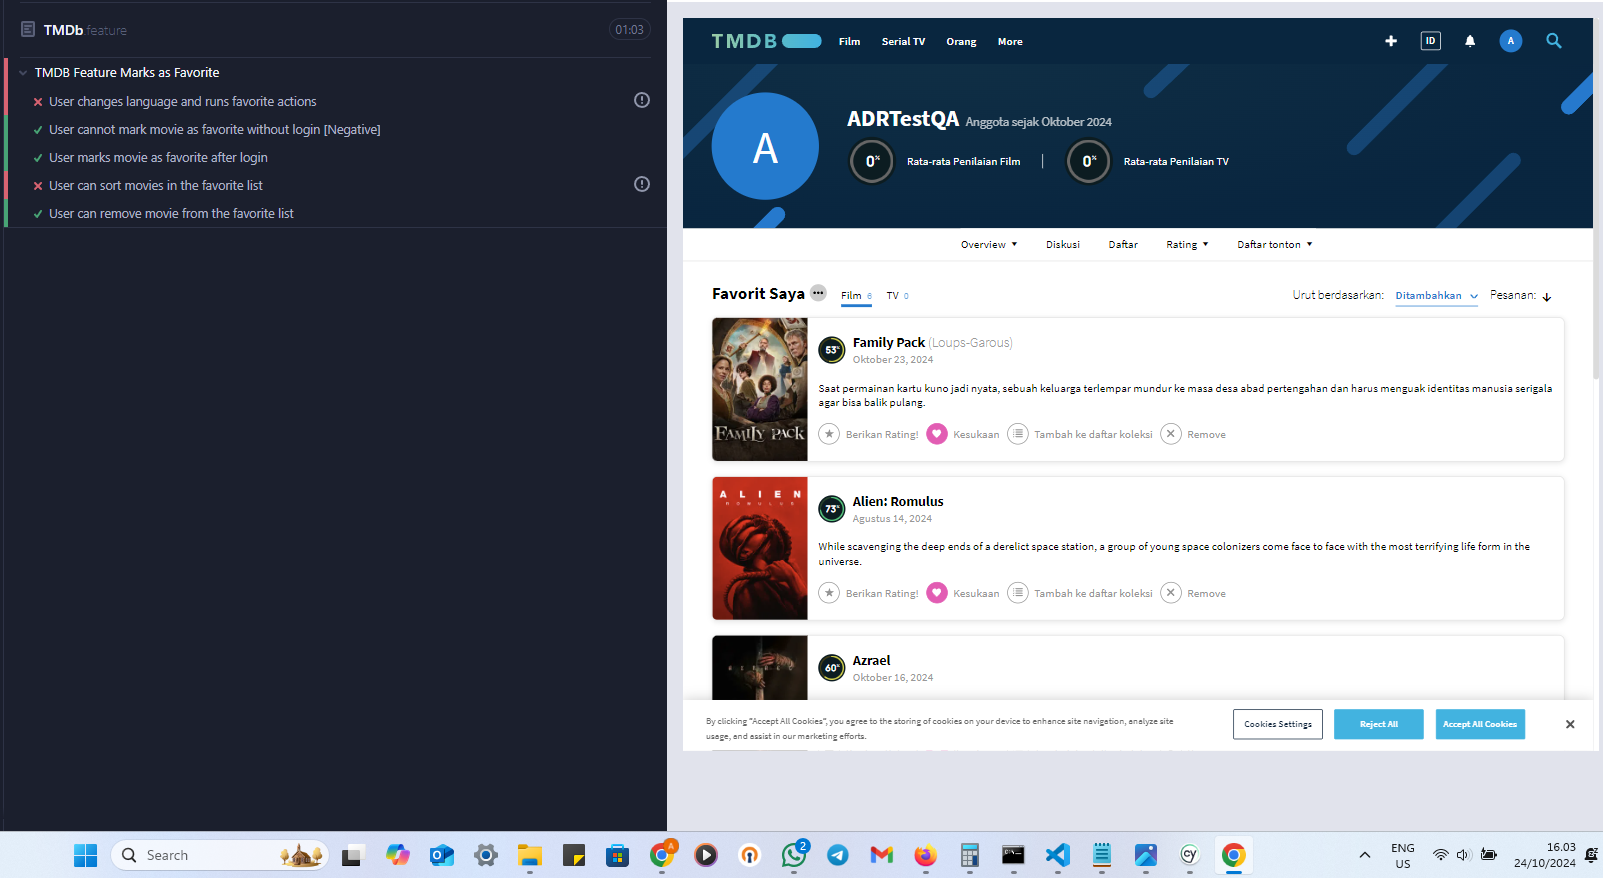 TMDb.feature
01:03
TMDB Feature Marks as Favorite
User changes language and runs favorite actions
User cannot mark movie as favorite without login [Negative]
User marks movie as favorite after login
User can sort movies in the favorite list
User can remove movie from the favorite list
TMDB
Film Serial TV Orang More
ID
A
A
ADRTestQA Anggota sejak Oktober 2024
0% Rata-rata Penilaian Film
0% Rata-rata Penilaian TV
Overview Diskusi Daftar Rating Daftar tonton
Favorit Saya
Film 6 TV 0
Urut berdasarkan: Ditambahkan Pesanan:
FAMILY PACK
53%
Family Pack (Loups-Garous)
Oktober 23, 2024
Saat permainan kartu kuno jadi nyata, sebuah keluarga terlempar mundur ke masa desa abad pertengahan dan harus menguak identitas manusia serigala
agar bisa balik pulang.
Berikan Rating! Kesukaan Tambah ke daftar koleksi Remove
ALIEN
ROMULUS
73%
Alien: Romulus
Agustus 14, 2024
While scavenging the deep ends of a derelict space station, a group of young space colonizers come face to face with the most terrifying life form in the
universe.
Berikan Rating! Kesukaan Tambah ke daftar koleksi Remove
60%
Azrael
Oktober 16, 2024
By clicking "Accept All Cookies", you agree to the storing of cookies on your device to enhance site navigation, analyze site
usage, and assist in our marketing efforts.
Cookies Settings
Reject All
Accept All Cookies
Search
A
2
cy
ENG
US
16.03
24/10/2024